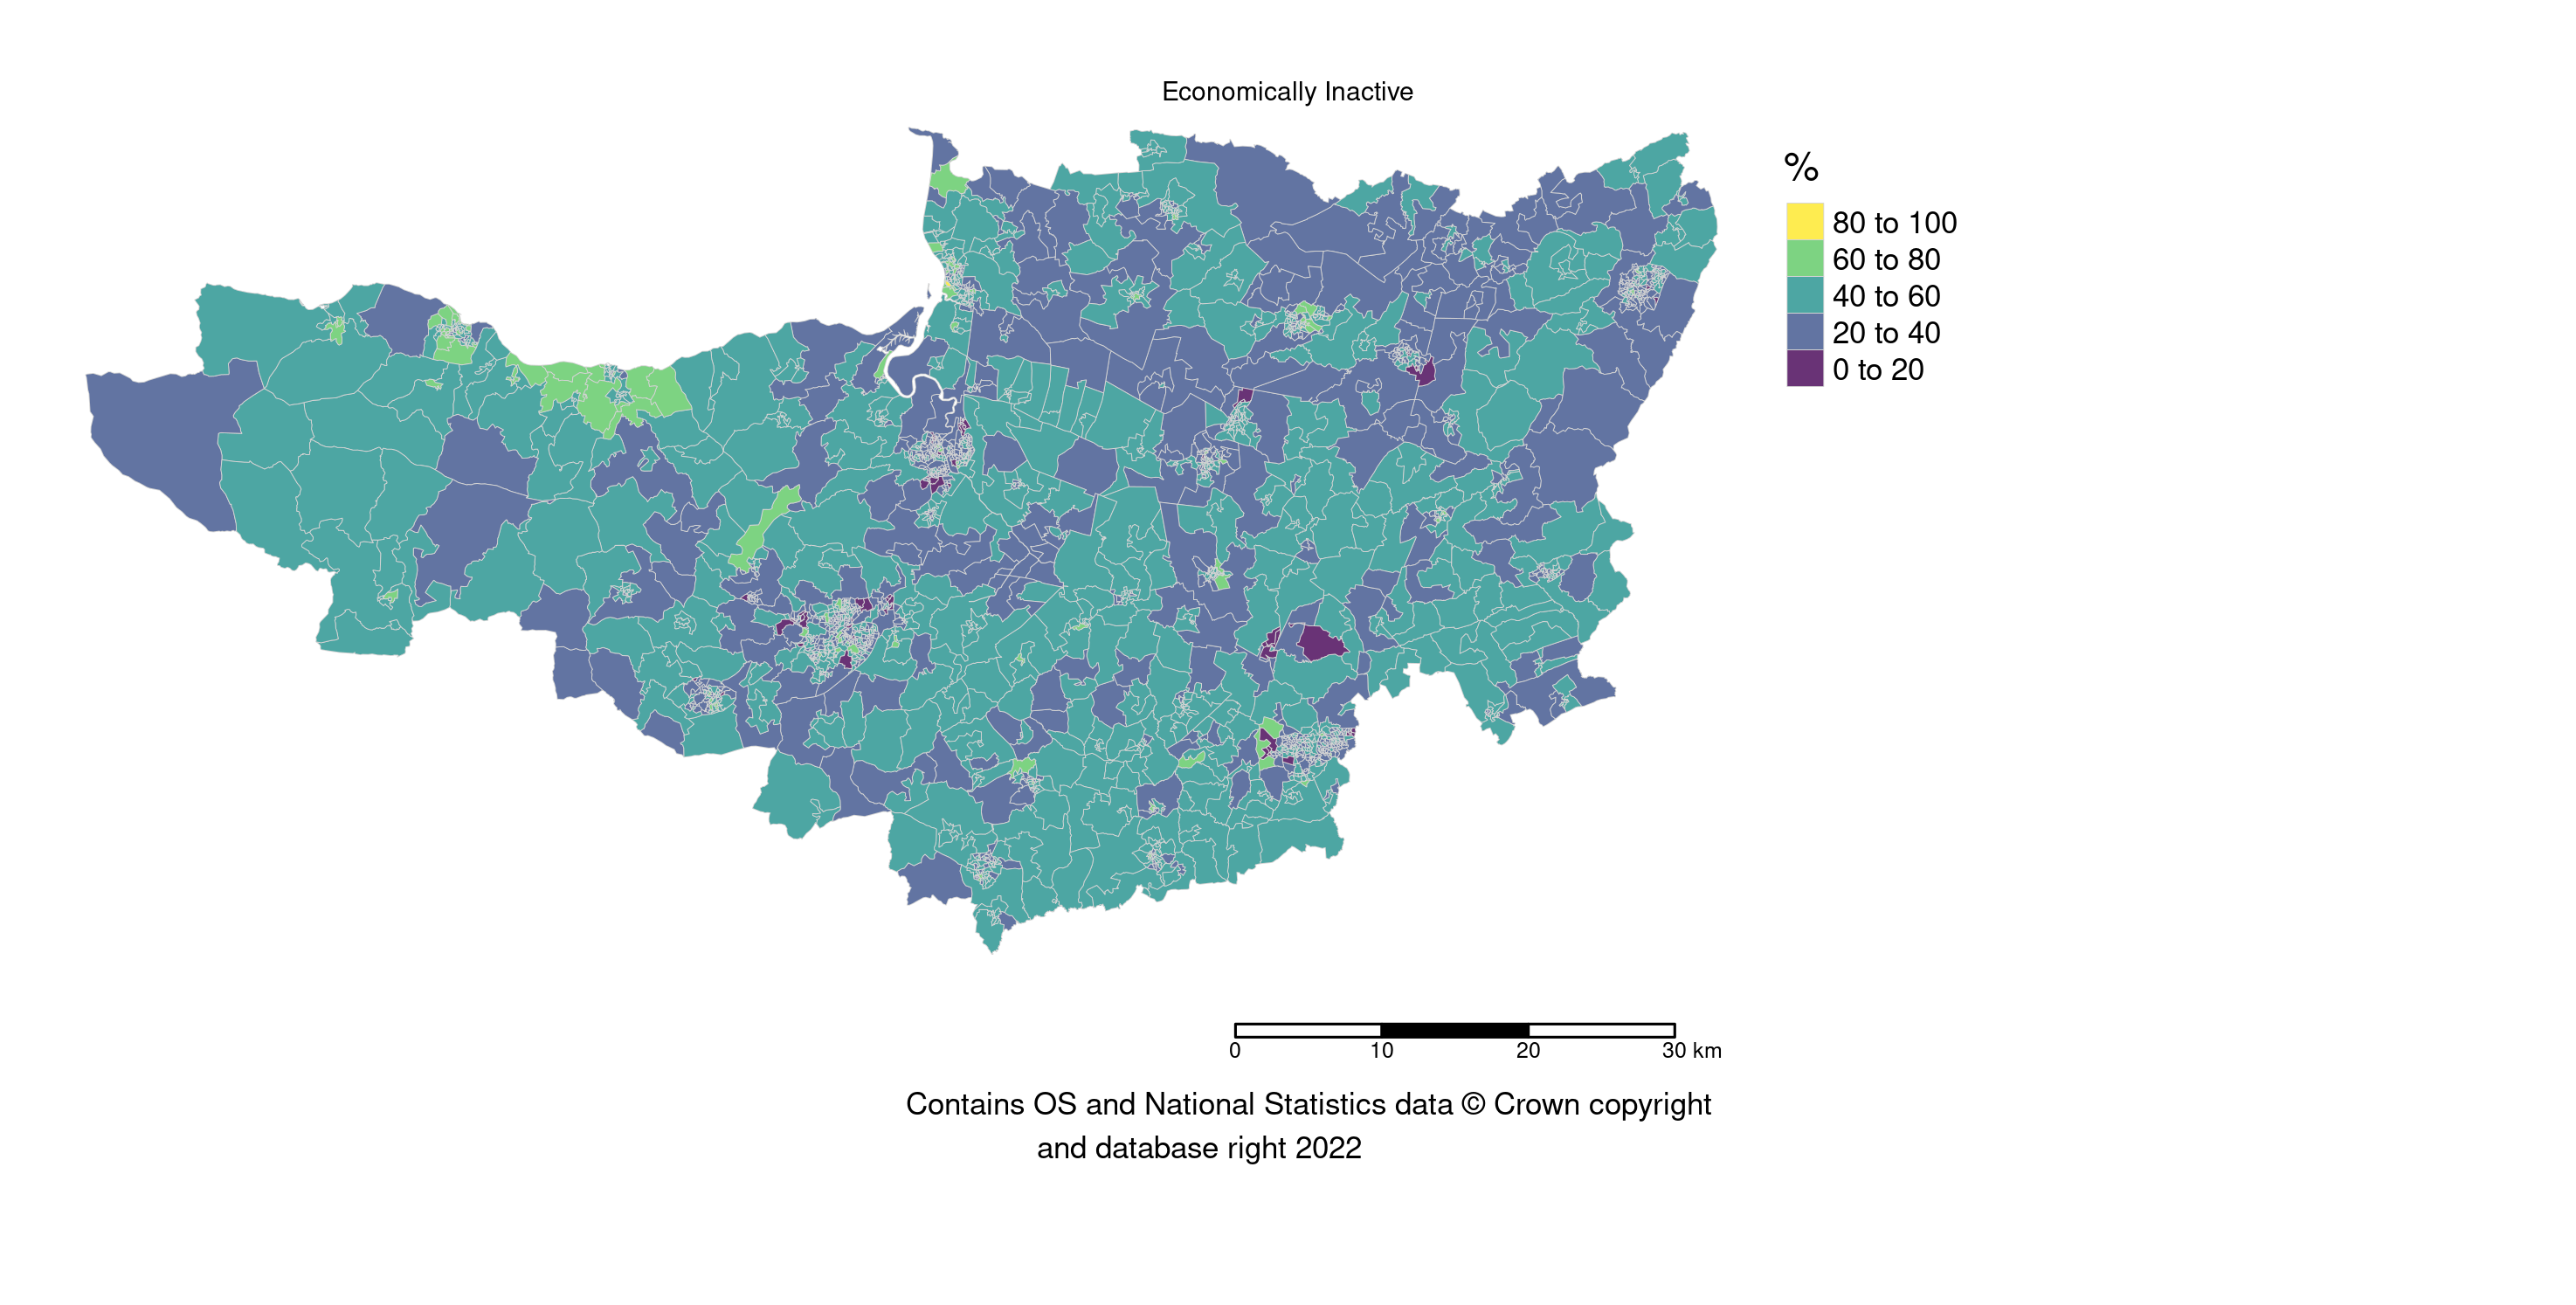 Economically Inactive
%
80 to 100
60 to 80
40 to 60
20 to 40
0 to 20
0 10 20 30 km
Contains OS and National Statistics data © Crown copyright
and database right 2022